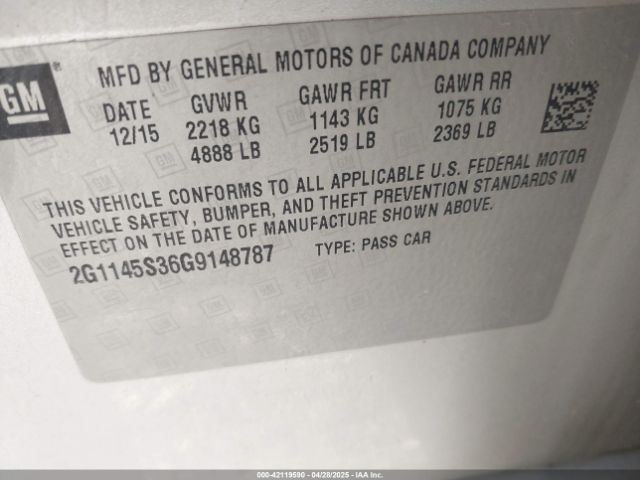 GM®
MFD BY GENERAL MOTORS OF CANADA COMPANY
DATE GVWR GAWR FRT GAWR RR
12/15 2218 KG 1143 KG 1075 KG
4888 LB 2519 LB 2369 LB
THIS VEHICLE CONFORMS TO ALL APPLICABLE U.S. FEDERAL MOTOR
VEHICLE SAFETY, BUMPER, AND THEFT PREVENTION STANDARDS IN
EFFECT ON THE DATE OF MANUFACTURE SHOWN ABOVE.
2G1145S36G9148787 TYPE: PASS CAR
000-42119590 - 04/28/2025 - IAA Inc.